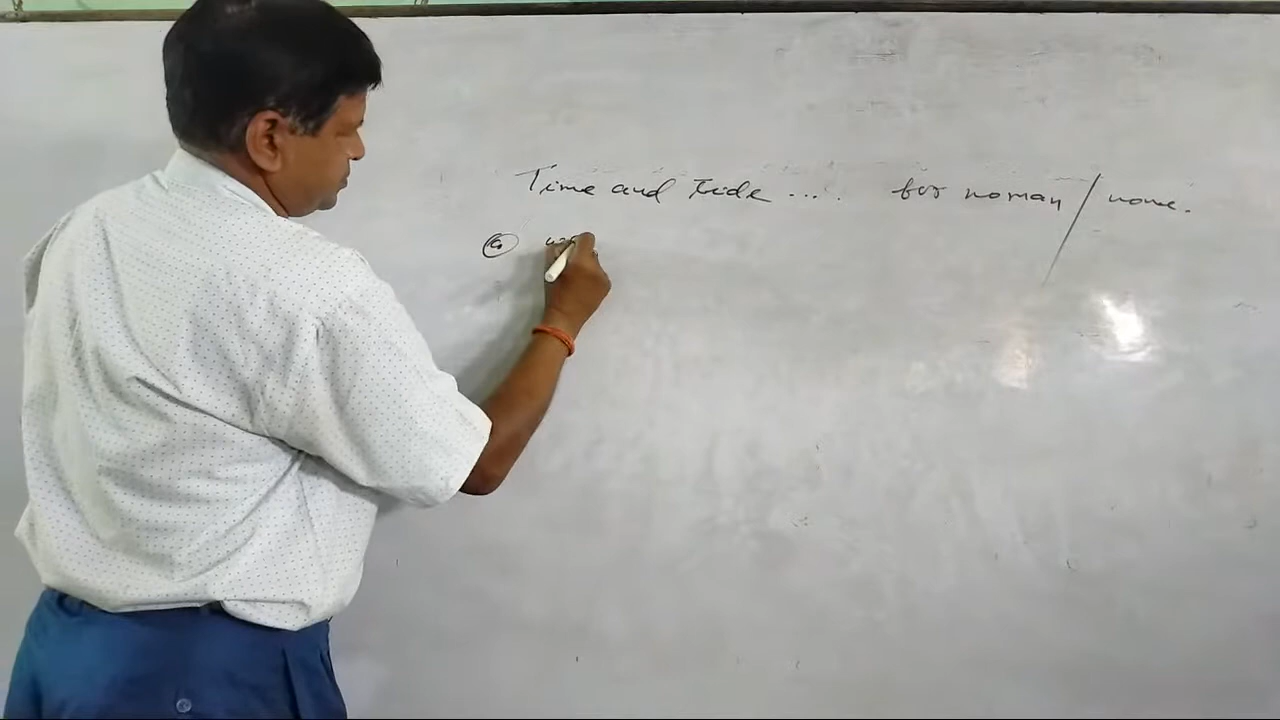 Time and Tide .... for noman / none.
(a) wa